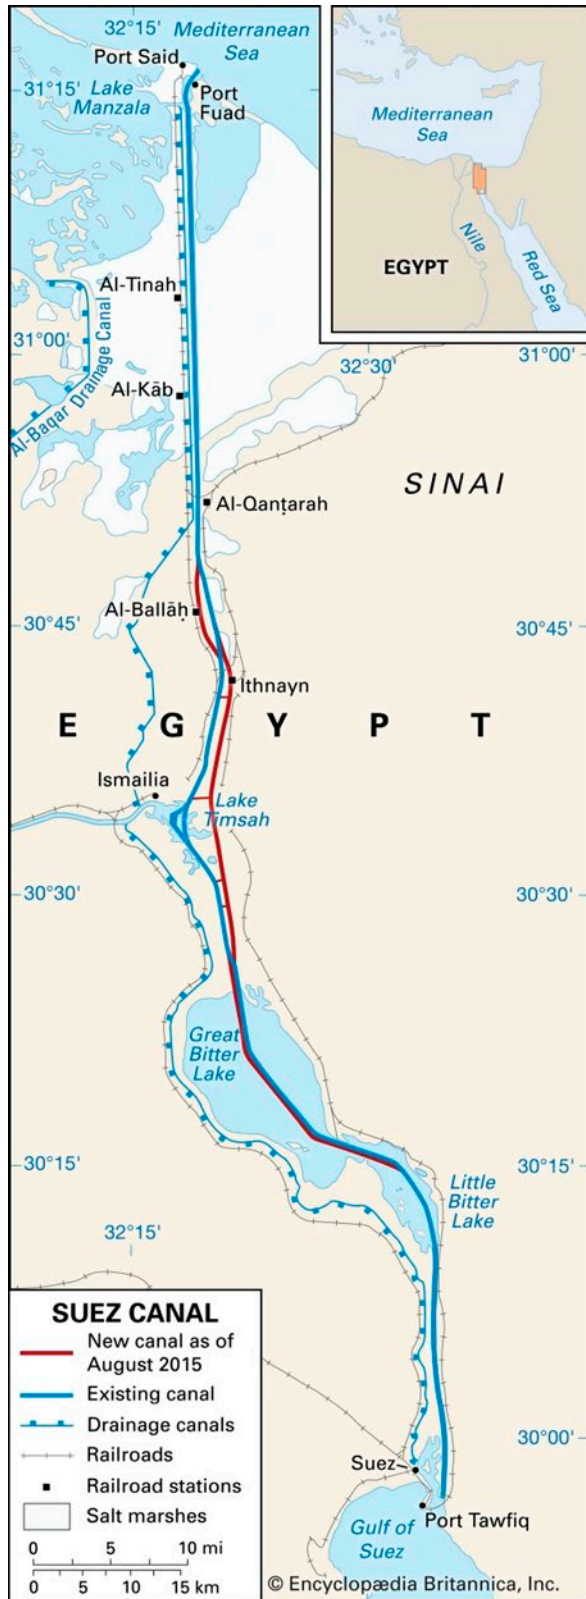 32°15'
Mediterranean
Sea
Port Said
31°15'
Lake
Manzala
Port
Fuad
Mediterranean
Sea
Nile
EGYPT
Red Sea
Al-Tinah
31°00'
32°30'
31°00'
Al-Baqar Drainage Canal
Al-Kāb
SINAI
Al-Qanṭarah
Al-Ballāḥ
30°45'
30°45'
Ithnayn
EGYPT
Ismailia
Lake
Timsah
30°30'
30°30'
Great
Bitter
Lake
30°15'
30°15'
Little
Bitter
Lake
32°15'
SUEZ CANAL
New canal as of
August 2015
Existing canal
Drainage canals
Railroads
Railroad stations
Salt marshes
0 5 10 mi
0 5 10 15 km
30°00'
Suez
Port Tawfiq
Gulf of
Suez
© Encyclopædia Britannica, Inc.